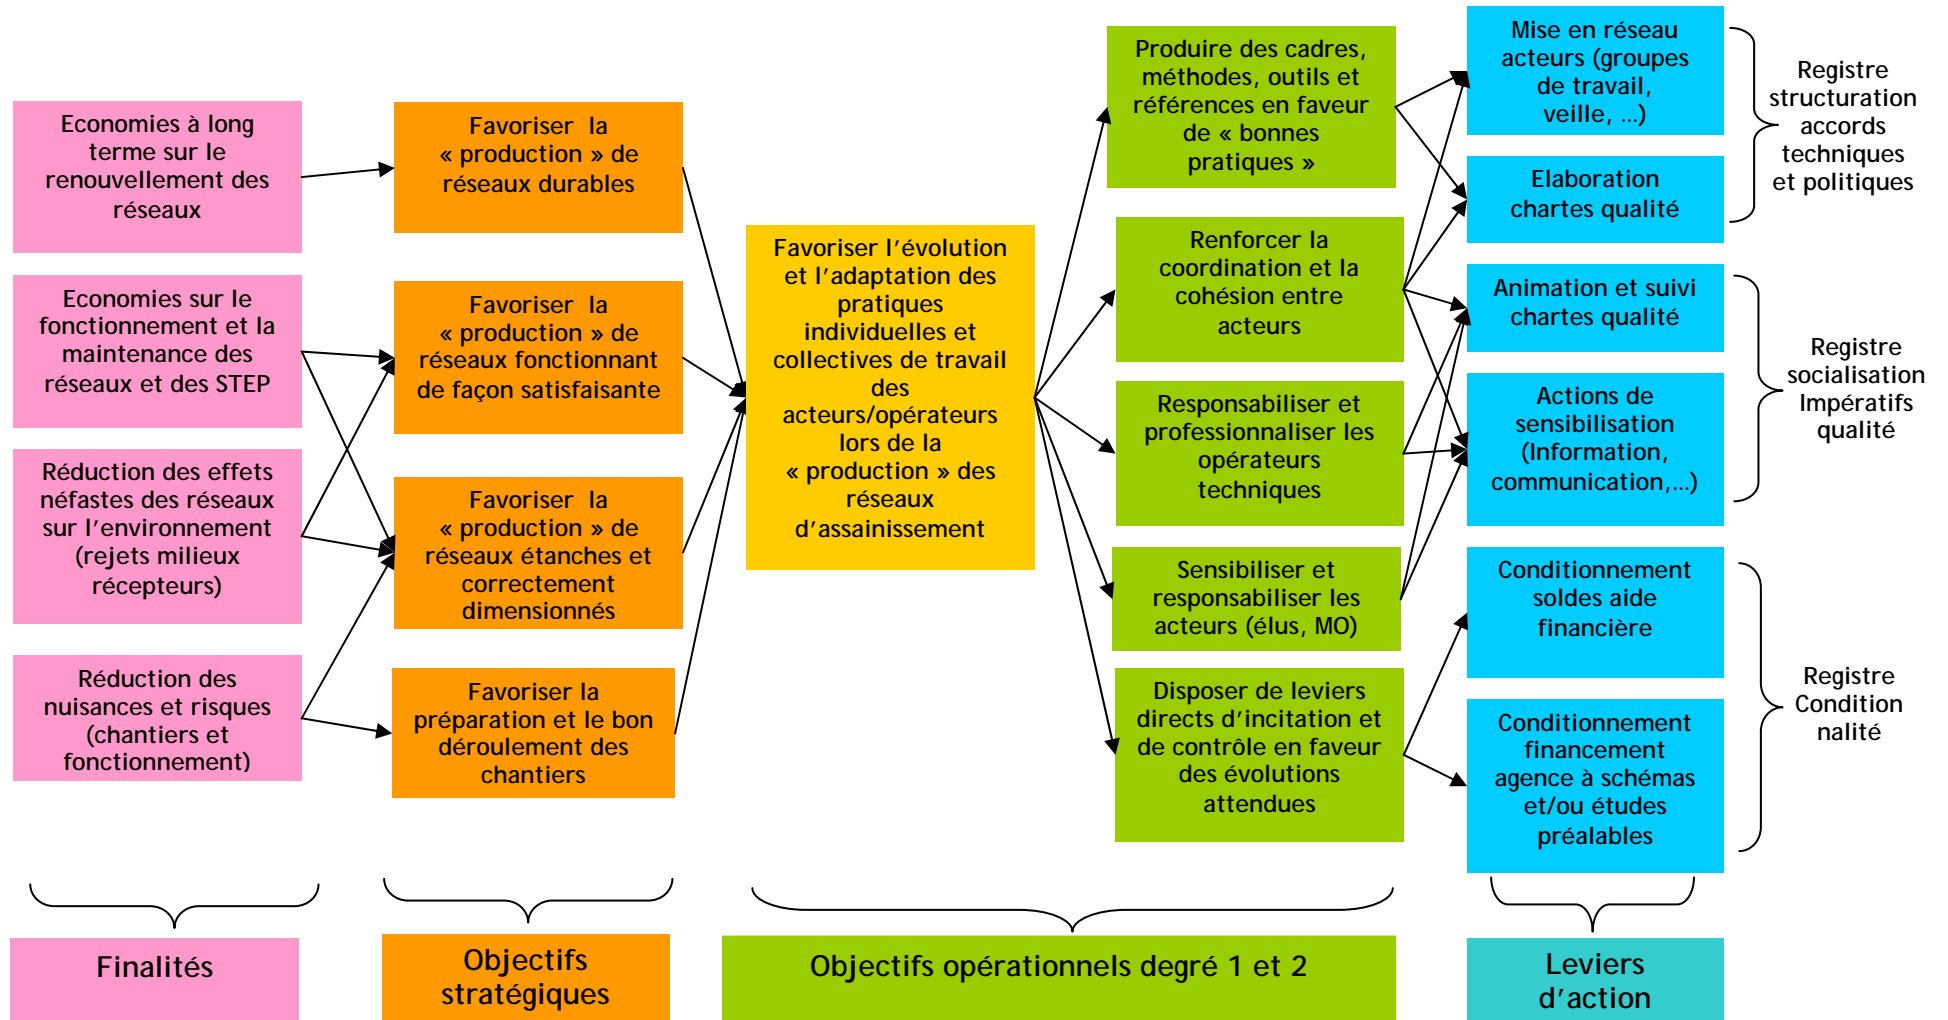 Economies à long
terme sur le
renouvellement des
réseaux
Economies sur le
fonctionnement et la
maintenance des
réseaux et des STEP
Réduction des effets
néfastes des réseaux
sur l'environnement
(rejets milieux
récepteurs)
Réduction des
nuisances et risques
(chantiers et
fonctionnement)
Finalités
Favoriser la
« production » de
réseaux durables
Favoriser la
« production » de
réseaux fonctionnant
de façon satisfaisante
Favoriser la
« production » de
réseaux étanches et
correctement
dimensionnés
Favoriser la
préparation et le bon
déroulement des
chantiers
Objectifs
stratégiques
Favoriser l'évolution
et l'adaptation des
pratiques
individuelles et
collectives de travail
des
acteurs/opérateurs
lors de la
« production » des
réseaux
d'assainissement
Produire des cadres,
méthodes, outils et
références en faveur
de « bonnes
pratiques »
Renforcer la
coordination et la
cohésion entre
acteurs
Responsabiliser et
professionnaliser les
opérateurs
techniques
Sensibiliser et
responsabiliser les
acteurs (élus, MO)
Disposer de leviers
directs d'incitation et
de contrôle en faveur
des évolutions
attendues
Objectifs opérationnels degré 1 et 2
Mise en réseau
acteurs (groupes
de travail,
veille, …)
Elaboration
chartes qualité
Animation et suivi
chartes qualité
Actions de
sensibilisation
(Information,
communication,…)
Conditionnement
soldes aide
financière
Conditionnement
financement
agence à schémas
et/ou études
préalables
Leviers
d'action
Registre
structuration
accords
techniques
et politiques
Registre
socialisation
Impératifs
qualité
Registre
Condition
nalité